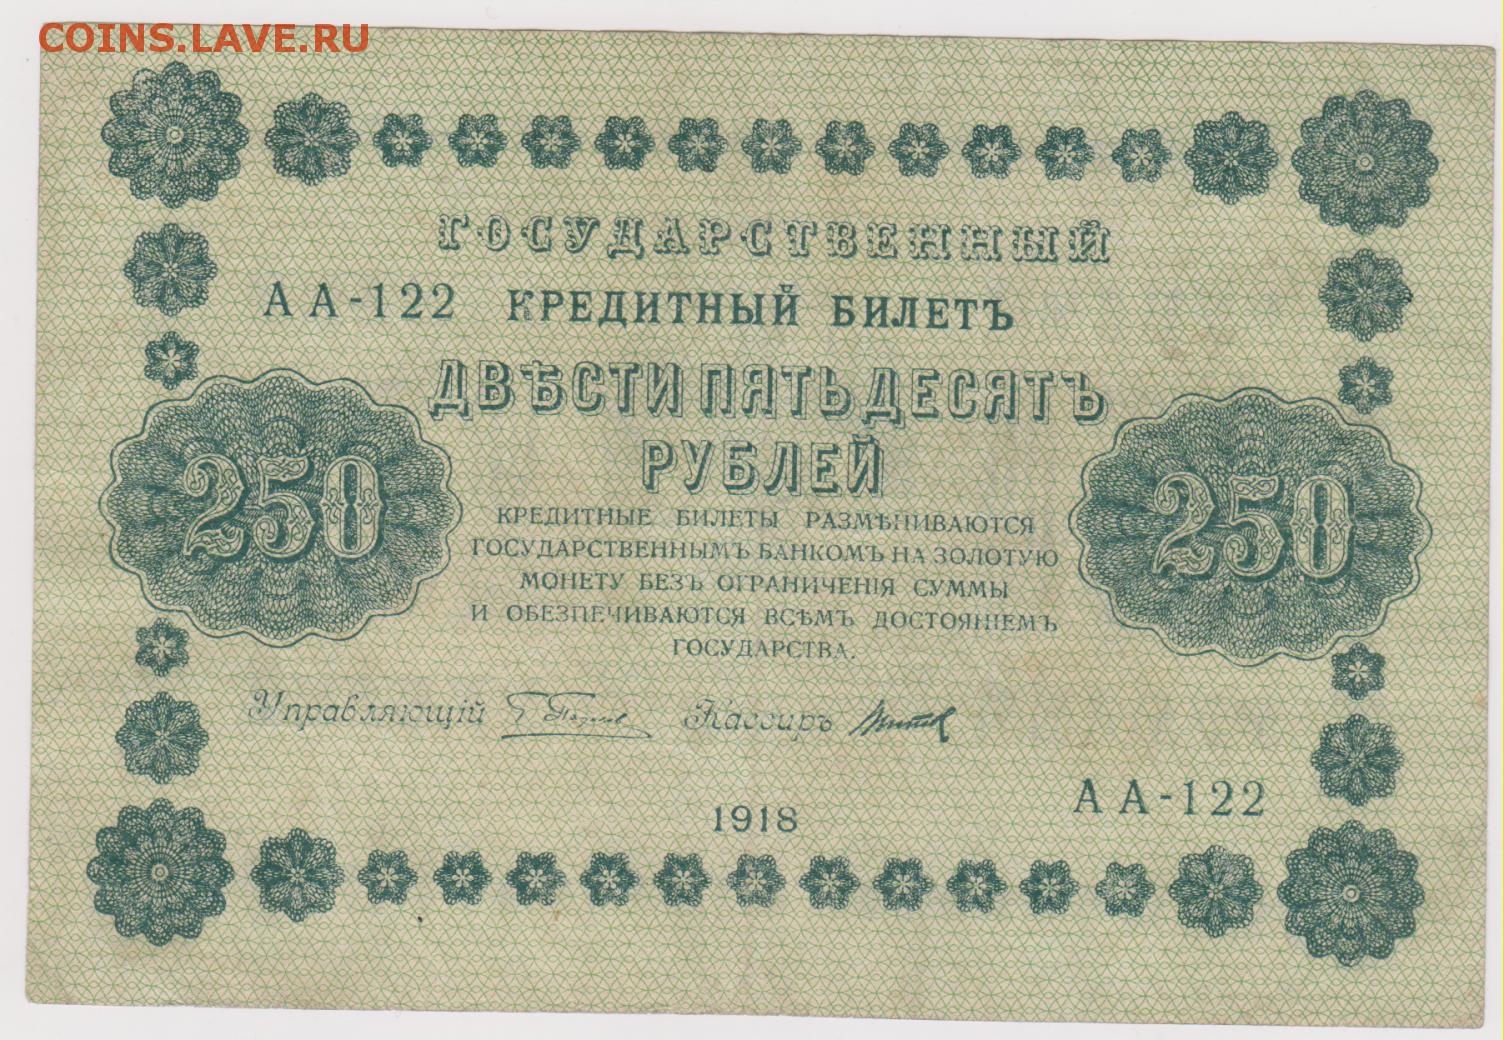 COINS.LAVE.RU
ГОСУДАРСТВЕННЫЙ
АА-122 КРЕДИТНЫЙ БИЛЕТЪ
ДВѢСТИ ПЯТЬДЕСЯТЪ
РУБЛЕЙ
250 250
КРЕДИТНЫЕ БИЛЕТЫ РАЗМѢНИВАЮТСЯ
ГОСУДАРСТВЕННЫМЪ БАНКОМЪ НА ЗОЛОТУЮ
МОНЕТУ БЕЗЪ ОГРАНИЧЕНІЯ СУММЫ
И ОБЕЗПЕЧИВАЮТСЯ ВСѢМЪ ДОСТОЯНІЕМЪ
ГОСУДАРСТВА.
Управляющій Кассиръ
АА-122
1918